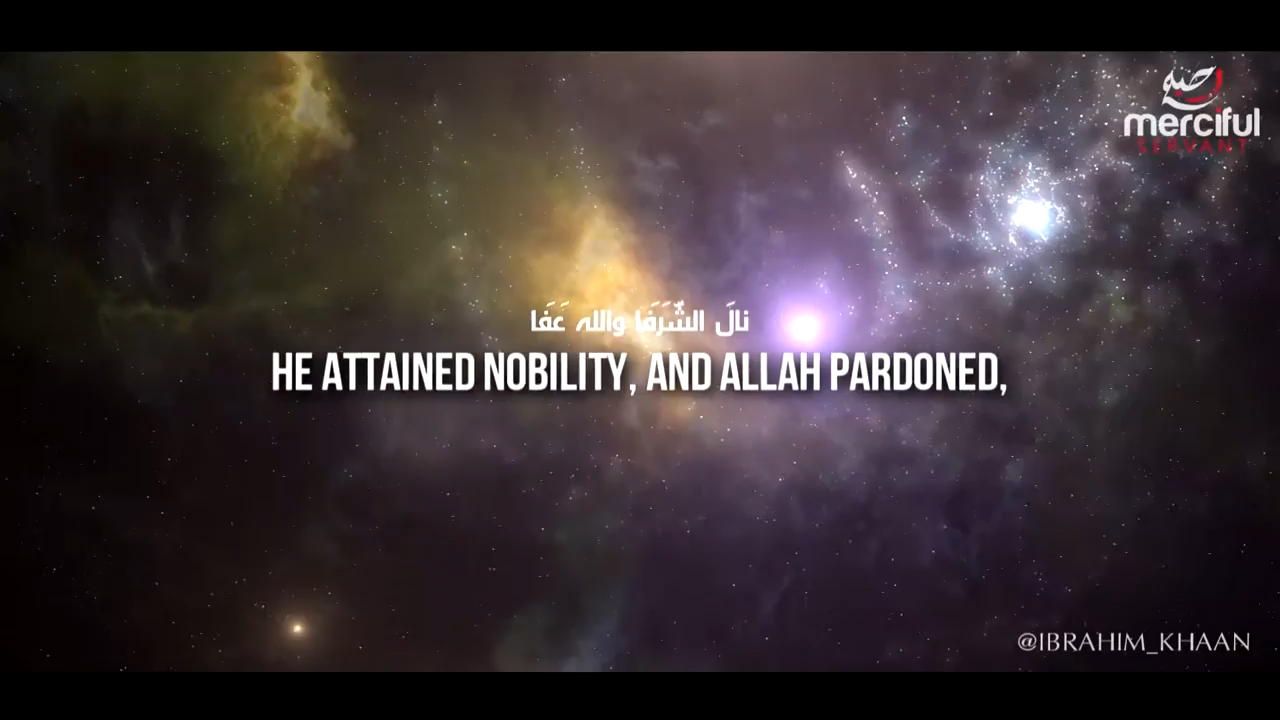 merciful
SERVANT
نالَ الشَّرَفَا والله عَفَا
HE ATTAINED NOBILITY, AND ALLAH PARDONED,
@IBRAHIM_KHAAN